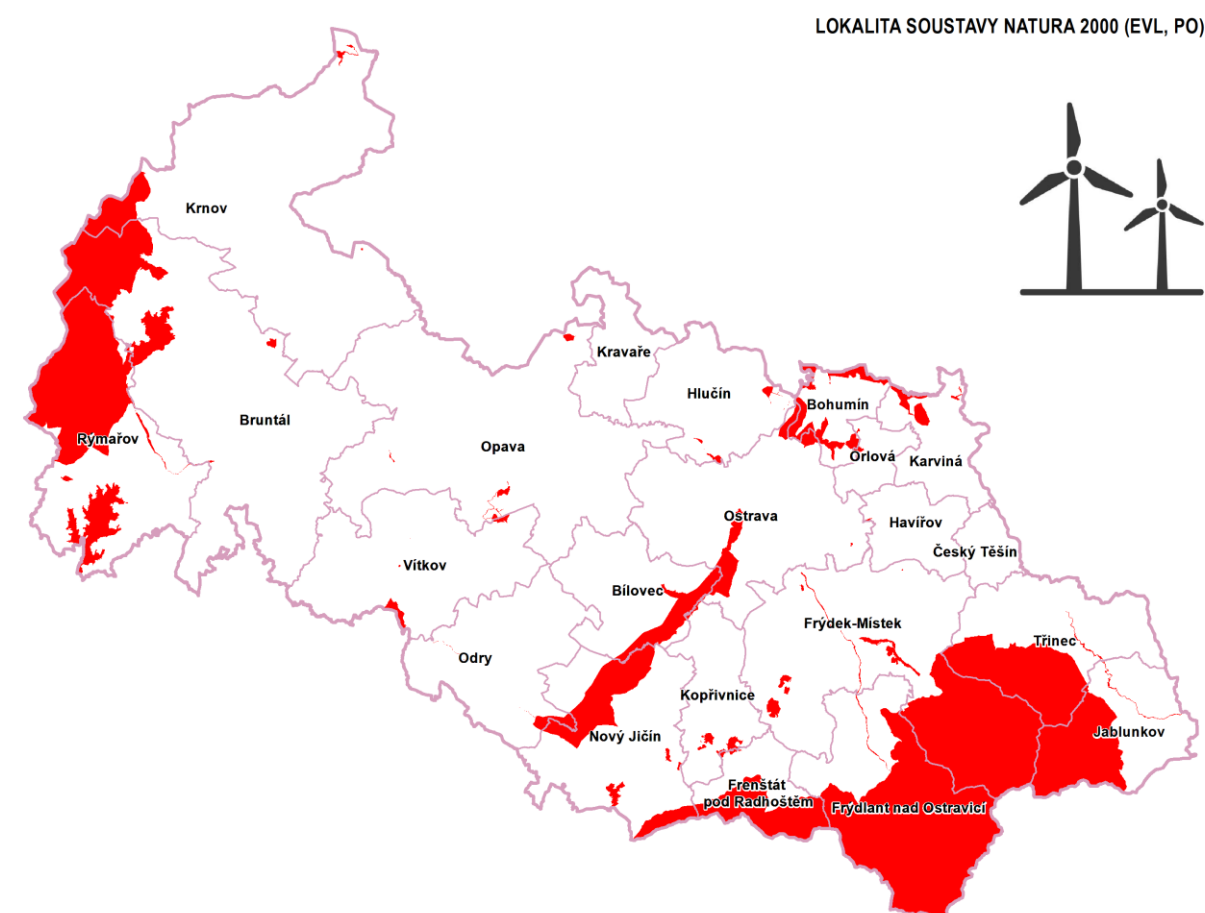 LOKALITA SOUSTAVY NATURA 2000 (EVL, PO)
Krnov
Kravaře
Hlučín
Bohumín
Bruntál
Rýmařov
Opava
Orlová
Karviná
Ostrava
Havířov
Český Těšín
Vítkov
Bílovec
Frýdek-Místek
Třinec
Odry
Kopřivnice
Nový Jičín
Jablunkov
Frenštát
pod Radhoštěm
Frýdlant nad Ostravicí